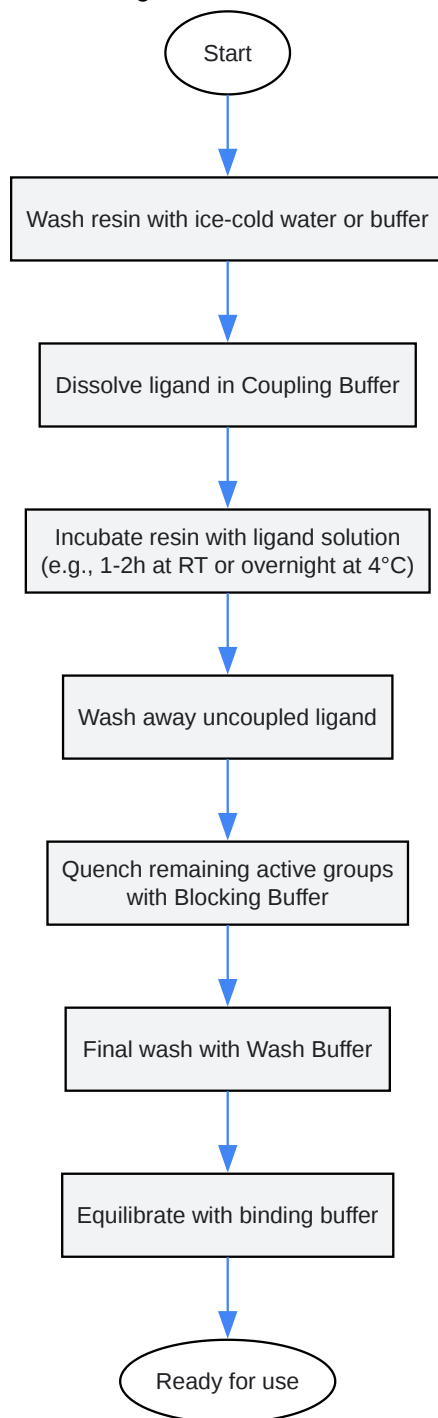 Start
Wash resin with ice-cold water or buffer
Dissolve ligand in Coupling Buffer
Incubate resin with ligand solution
(e.g., 1-2h at RT or overnight at 4°C)
Wash away uncoupled ligand
Quench remaining active groups
with Blocking Buffer
Final wash with Wash Buffer
Equilibrate with binding buffer
Ready for use